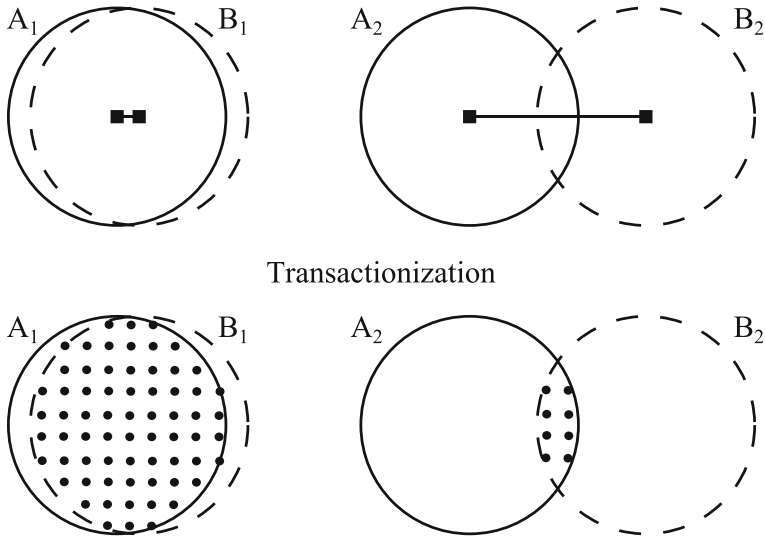 A₁ B₁ A₂ B₂
Transactionization
A₁ B₁ A₂ B₂